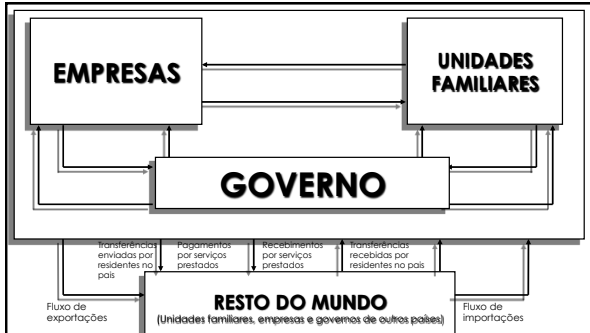 EMPRESAS
UNIDADES
FAMILIARES
GOVERNO
Transferências
enviadas por
residentes no
país
Pagamentos
por serviços
prestados
Recebimentos
por serviços
prestados
Transferências
recebidas por
residentes no país
Fluxo de
exportações
RESTO DO MUNDO
(Unidades familiares, empresas e governos de outros países)
Fluxo de
importações